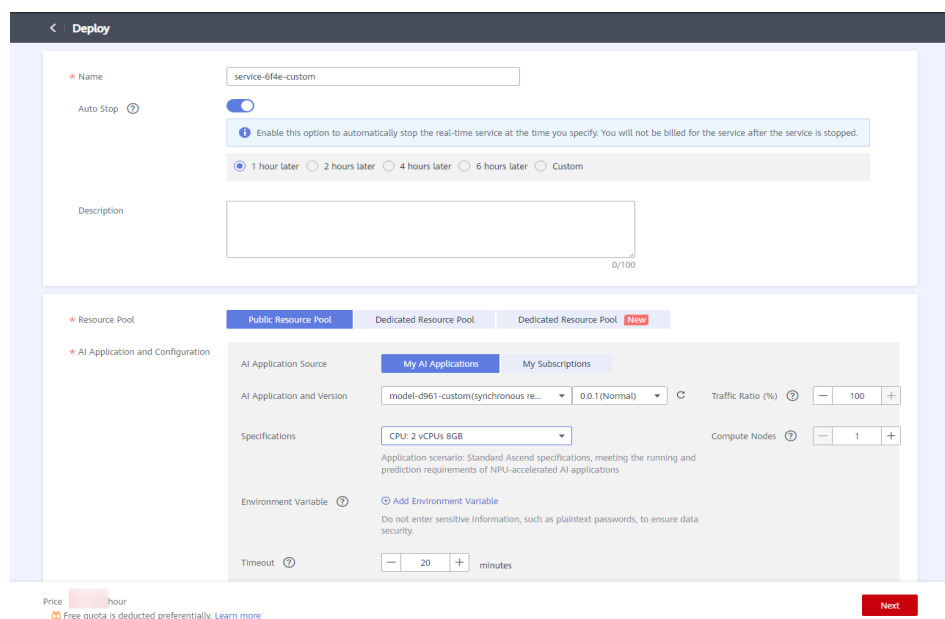 Deploy
* Name
service-6f4e-custom
Auto Stop
Enable this option to automatically stop the real-time service at the time you specify. You will not be billed for the service after the service is stopped.
1 hour later 2 hours later 4 hours later 6 hours later Custom
Description
0/100
* Resource Pool
Public Resource Pool Dedicated Resource Pool Dedicated Resource Pool New
* AI Application and Configuration
AI Application Source My AI Applications My Subscriptions
AI Application and Version model-d961-custom(synchronous re... 0.0.1(Normal) Traffic Ratio (%) 100
Specifications CPU: 2 vCPUs 8GB Compute Nodes 1
Application scenario: Standard Ascend specifications, meeting the running and
prediction requirements of NPU-accelerated AI applications
Environment Variable Add Environment Variable
Do not enter sensitive information, such as plaintext passwords, to ensure data
security.
Timeout 20 minutes
Price hour
Free quota is deducted preferentially. Learn more
Next